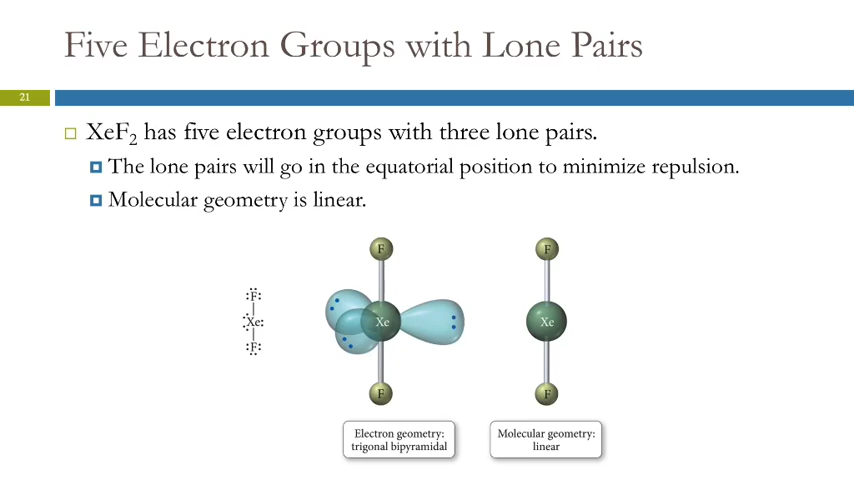 Five Electron Groups with Lone Pairs
21
XeF₂ has five electron groups with three lone pairs.
The lone pairs will go in the equatorial position to minimize repulsion.
Molecular geometry is linear.
:F:
:Xe:
:F:
F
Xe
F
F
Xe
F
Electron geometry:
trigonal bipyramidal
Molecular geometry:
linear